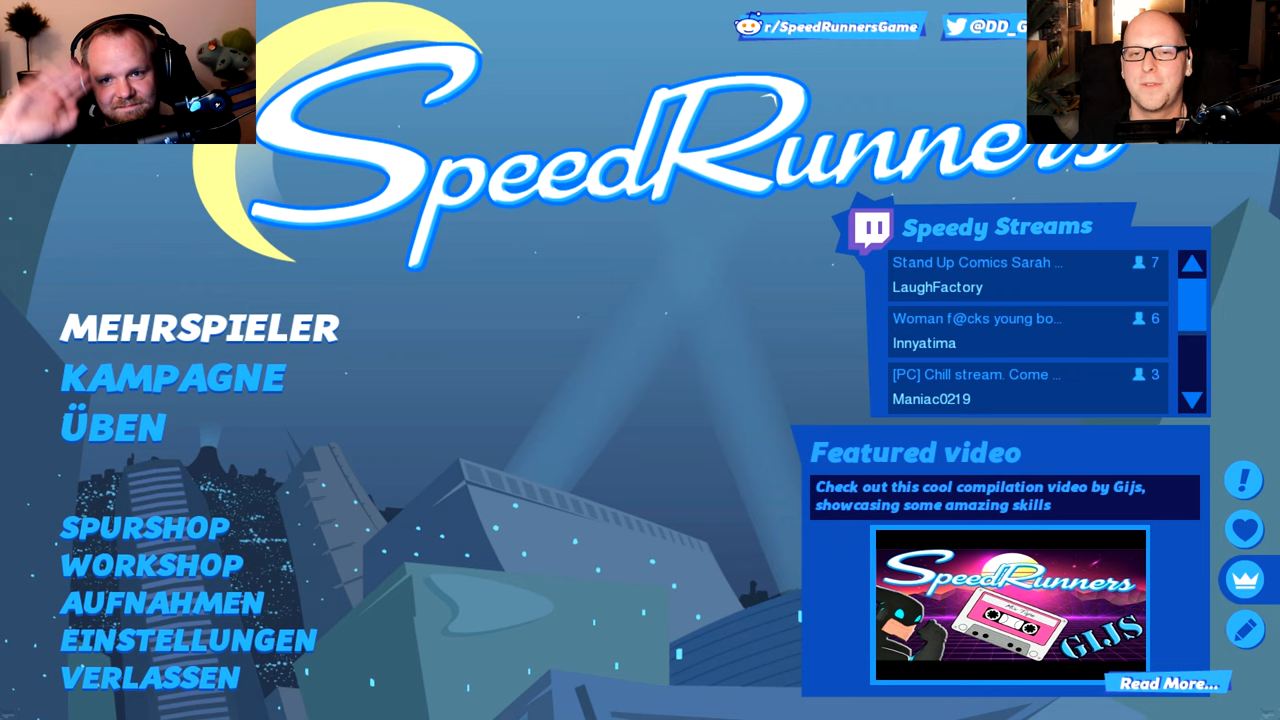 r/SpeedRunnersGame
@DD_G
SpeedRunners
Speedy Streams
Stand Up Comics Sarah ...
7
LaughFactory
Woman f@cks young bo...
6
Innyatima
[PC] Chill stream. Come ...
3
Maniac0219
MEHRSPIELER
KAMPAGNE
ÜBEN
SPURSHOP
WORKSHOP
AUFNAHMEN
EINSTELLUNGEN
VERLASSEN
Featured video
Check out this cool compilation video by Gijs,
showcasing some amazing skills
SpeedRunners
Mix Tape
GIJS
Read More...